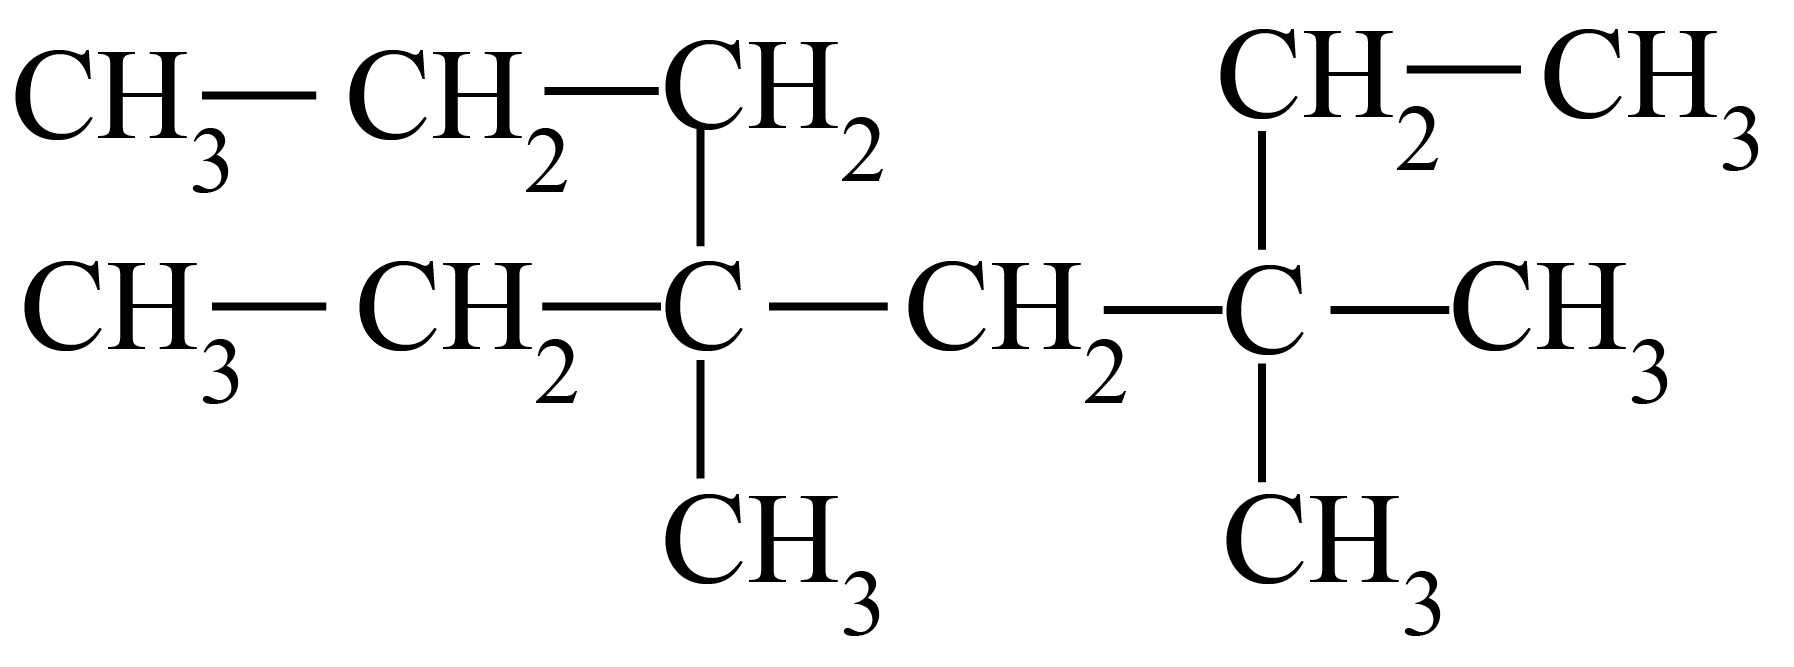 CH₃—CH₂—CH₂ CH₂—CH₃
CH₃—CH₂—C—CH₂—C—CH₃
CH₃ CH₃